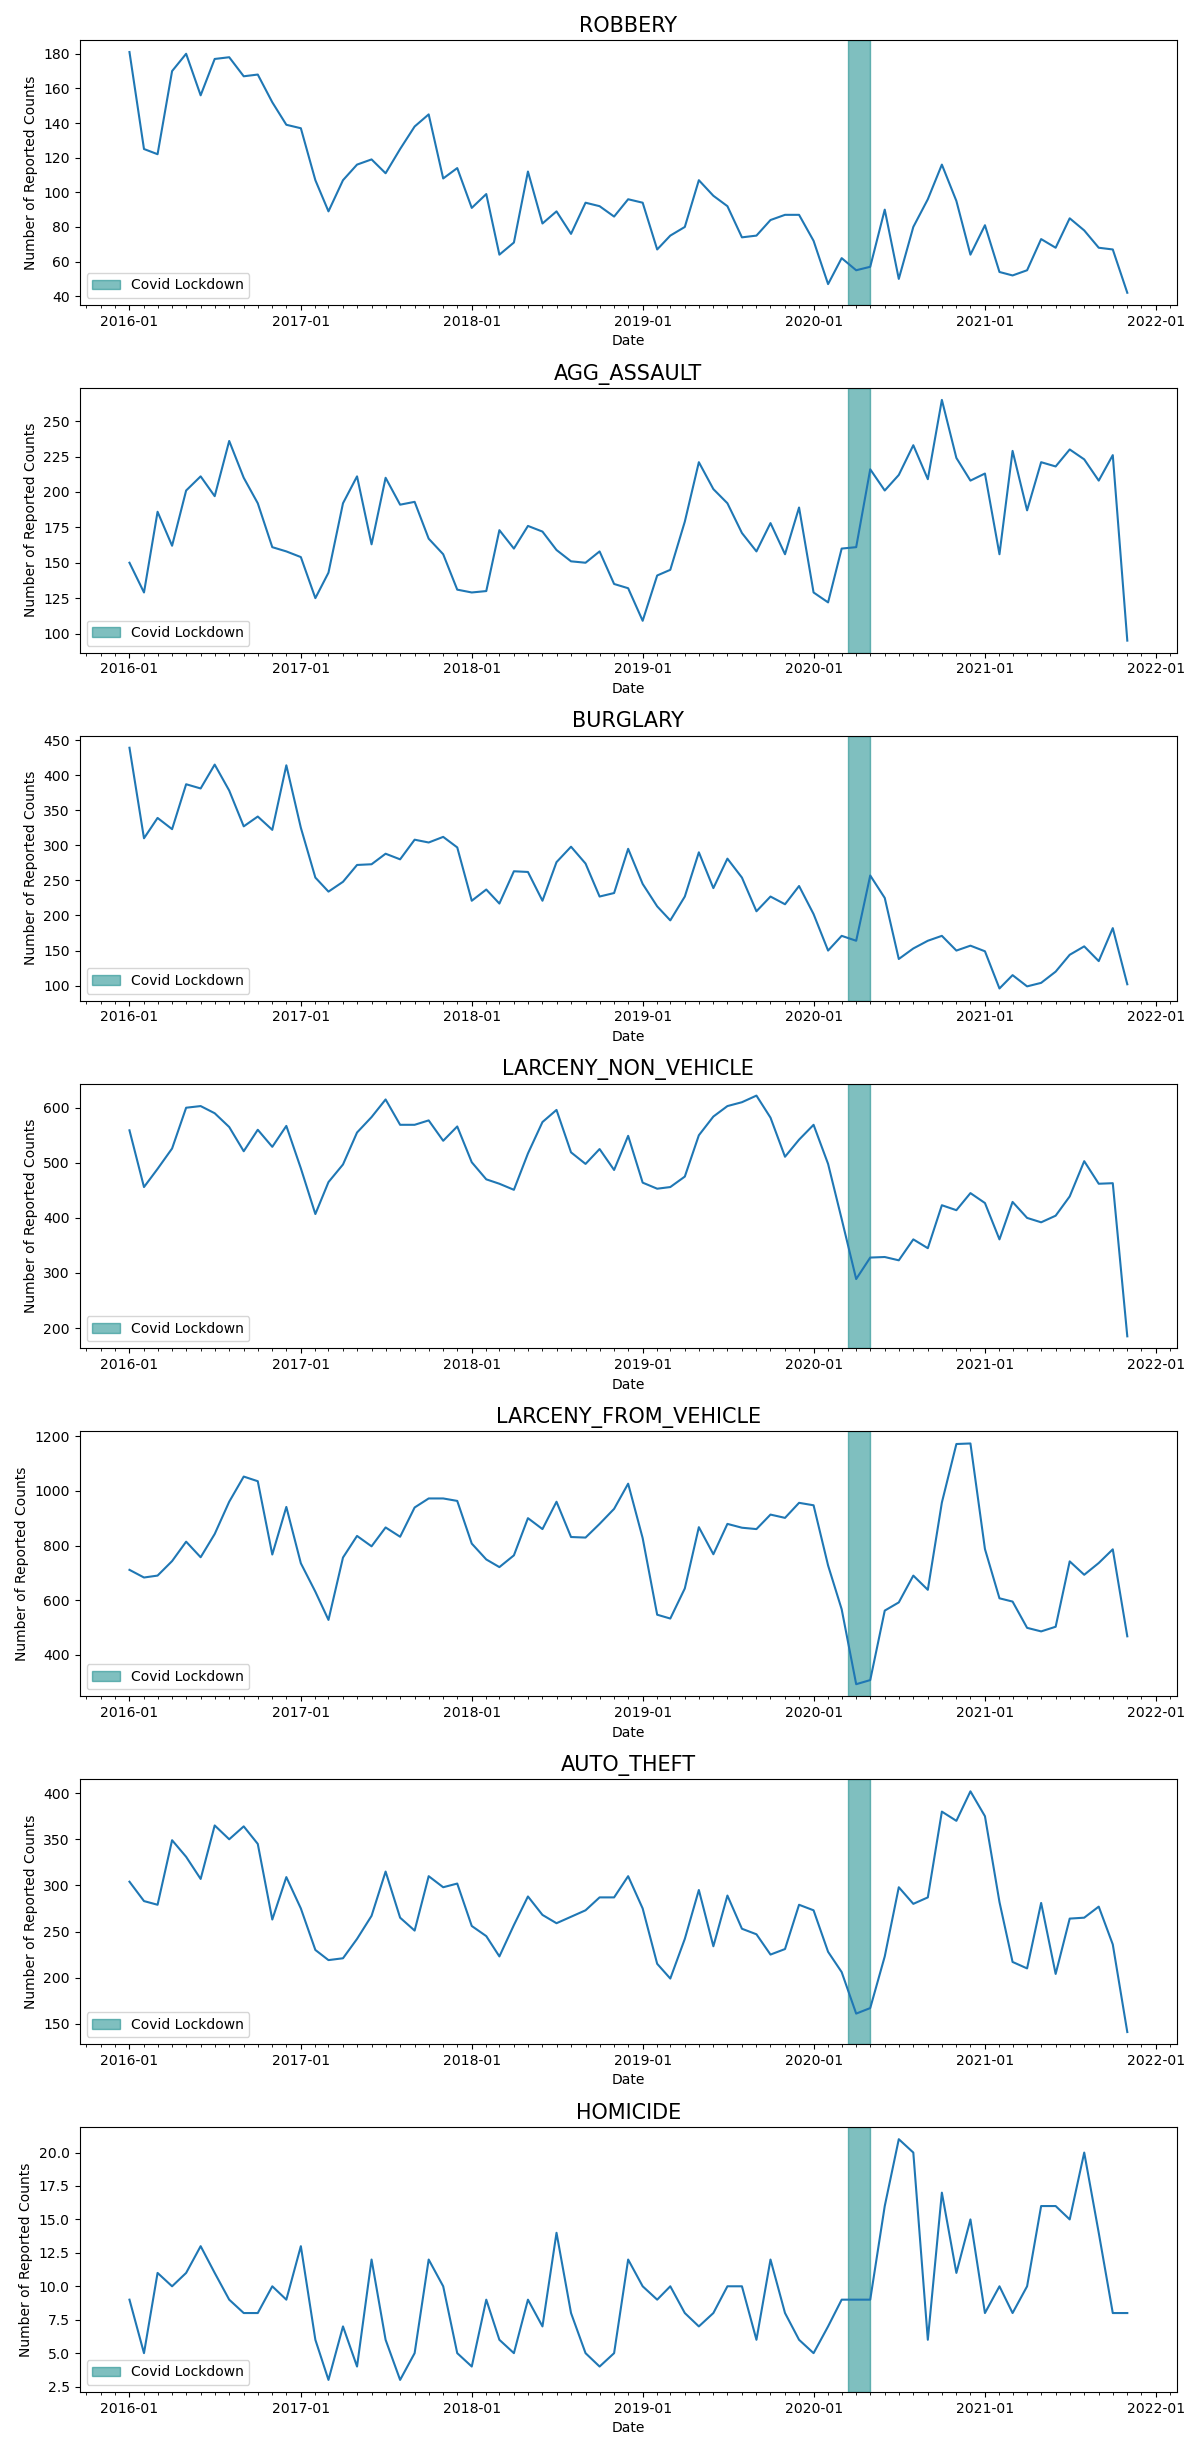 ROBBERY
Number of Reported Counts
180
160
140
120
100
80
60
40
Covid Lockdown
2016-01 2017-01 2018-01 2019-01 2020-01 2021-01 2022-01
Date
AGG_ASSAULT
Number of Reported Counts
250
225
200
175
150
125
100
Covid Lockdown
2016-01 2017-01 2018-01 2019-01 2020-01 2021-01 2022-01
Date
BURGLARY
Number of Reported Counts
450
400
350
300
250
200
150
100
Covid Lockdown
2016-01 2017-01 2018-01 2019-01 2020-01 2021-01 2022-01
Date
LARCENY_NON_VEHICLE
Number of Reported Counts
600
500
400
300
200
Covid Lockdown
2016-01 2017-01 2018-01 2019-01 2020-01 2021-01 2022-01
Date
LARCENY_FROM_VEHICLE
Number of Reported Counts
1200
1000
800
600
400
Covid Lockdown
2016-01 2017-01 2018-01 2019-01 2020-01 2021-01 2022-01
Date
AUTO_THEFT
Number of Reported Counts
400
350
300
250
200
150
Covid Lockdown
2016-01 2017-01 2018-01 2019-01 2020-01 2021-01 2022-01
Date
HOMICIDE
Number of Reported Counts
20.0
17.5
15.0
12.5
10.0
7.5
5.0
2.5
Covid Lockdown
2016-01 2017-01 2018-01 2019-01 2020-01 2021-01 2022-01
Date